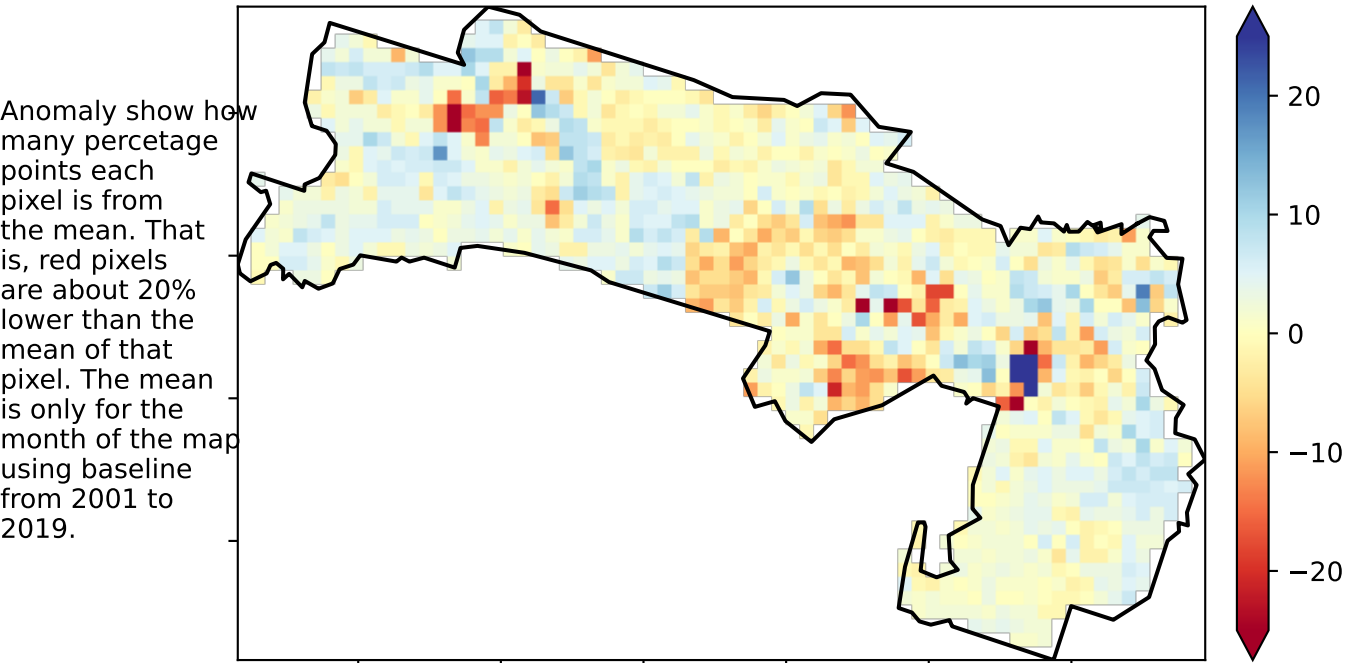 Anomaly show how
many percetage
points each
pixel is from
the mean. That
is, red pixels
are about 20%
lower than the
mean of that
pixel. The mean
is only for the
month of the map
using baseline
from 2001 to
2019.
20
10
0
−10
−20